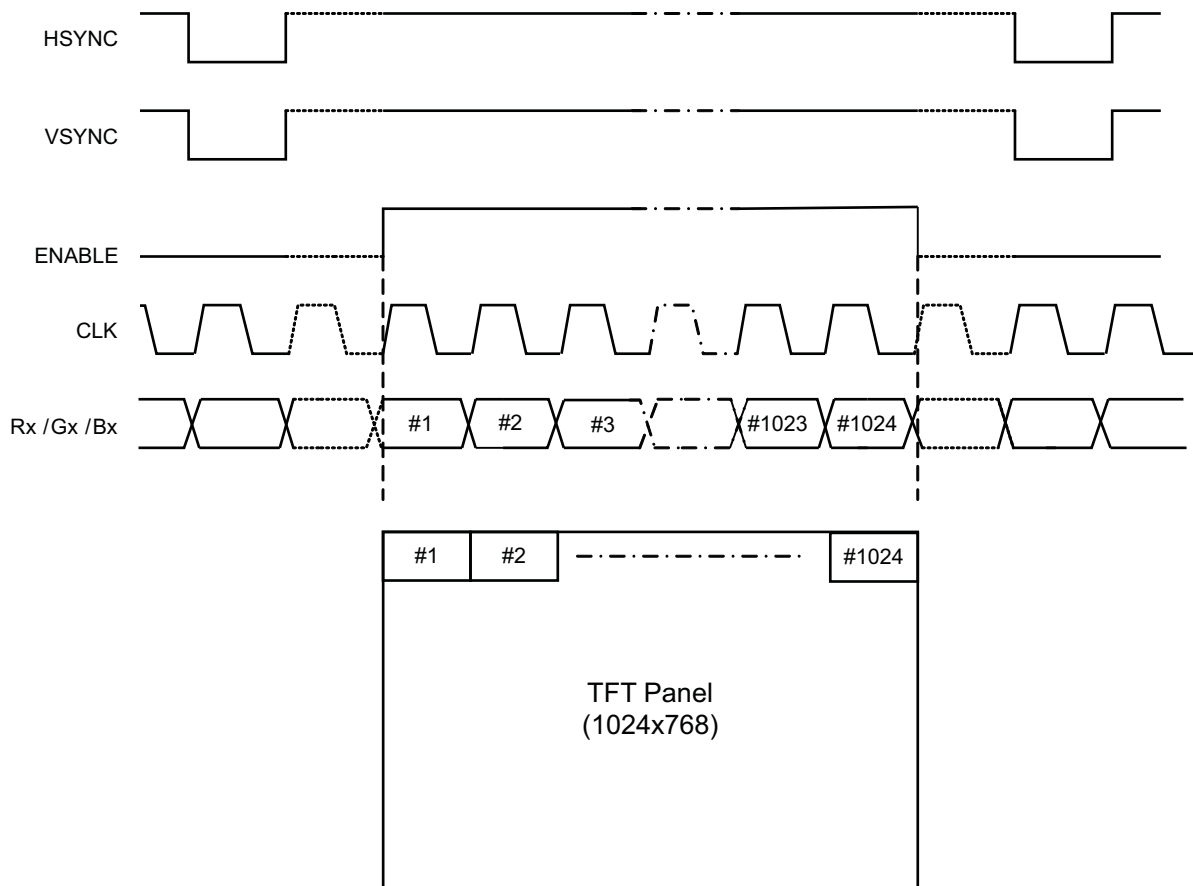 HSYNC
VSYNC
ENABLE
CLK
Rx /Gx /Bx
#1
#2
#3
#1023
#1024
#1
#2
#1024
TFT Panel
(1024x768)